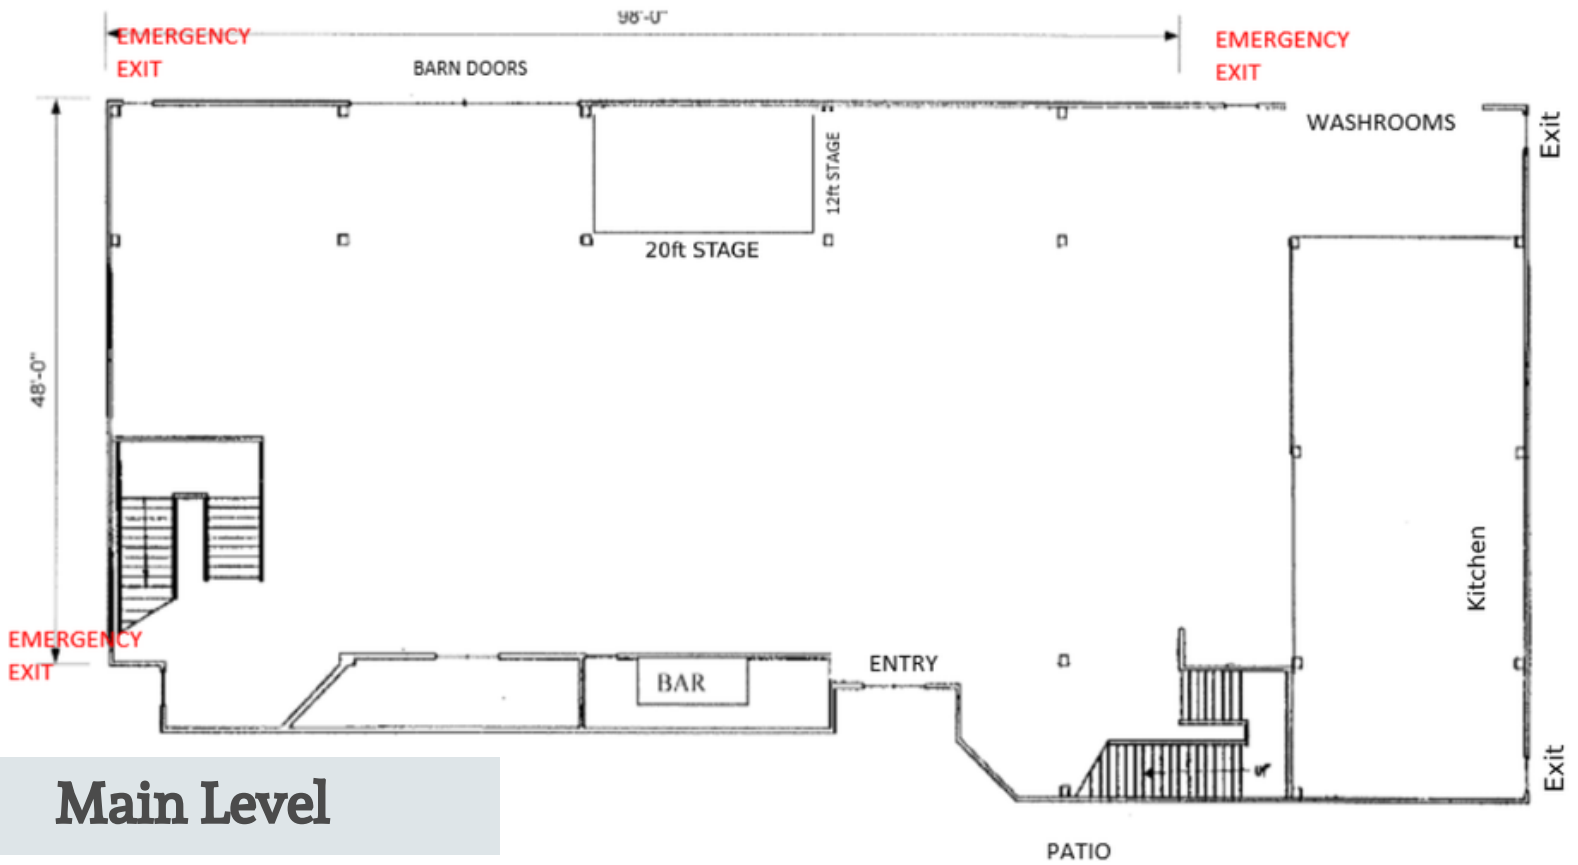 98'-0"
EMERGENCY
EXIT
BARN DOORS
EMERGENCY
EXIT
WASHROOMS
Exit
12ft STAGE
20ft STAGE
48'-0"
Kitchen
EMERGENCY
EXIT
ENTRY
BAR
UP
Exit
Main Level
PATIO